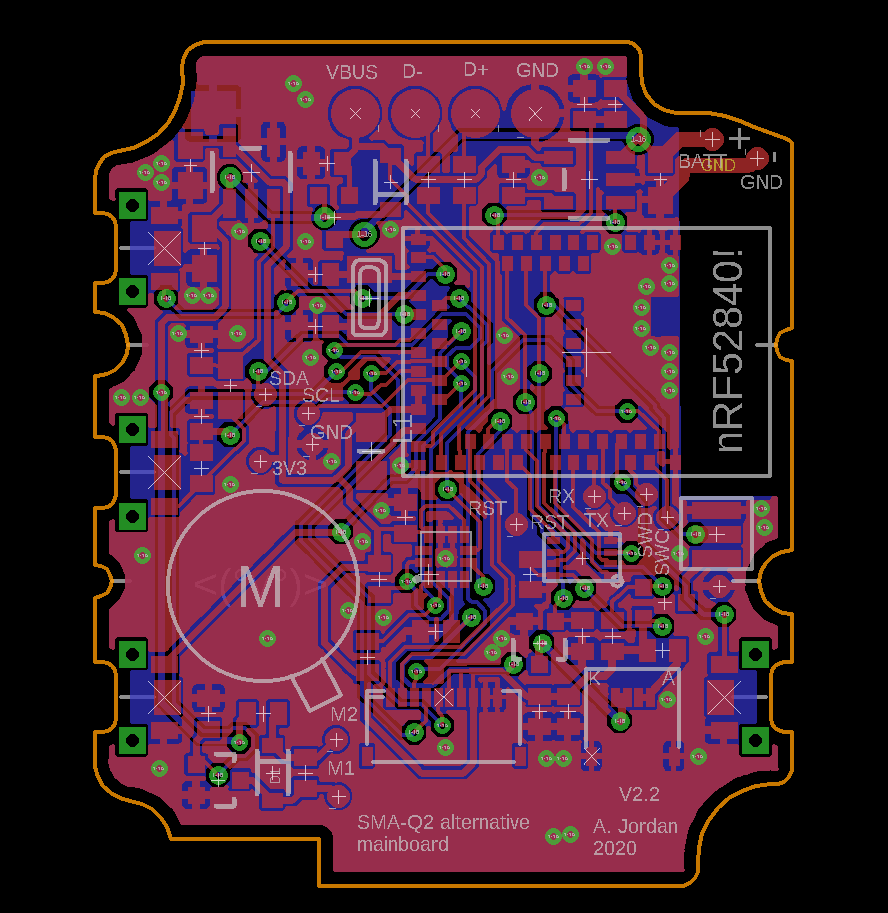 VBUS D- D+ GND
BATT +
GND -
GND
nRF52840!
SDA
SCL
GND
3V3
L1
RST
RX
RST
TX
SWD
SWC
M
<(°°)>
K A
M2
M1
D
V2.2
SMA-Q2 alternative
mainboard
A. Jordan
2020